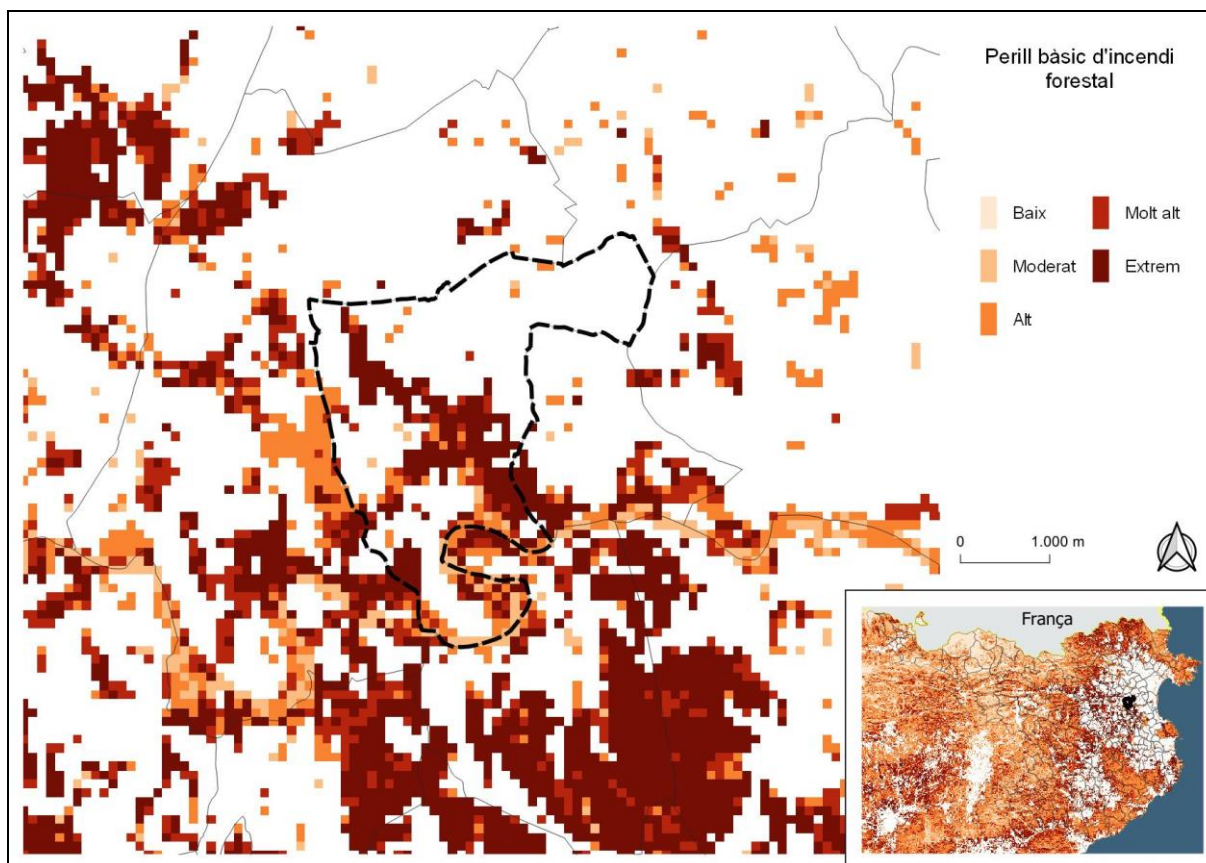 Perill bàsic d'incendi
forestal
Baix
Molt alt
Moderat
Extrem
Alt
0
1.000 m
França